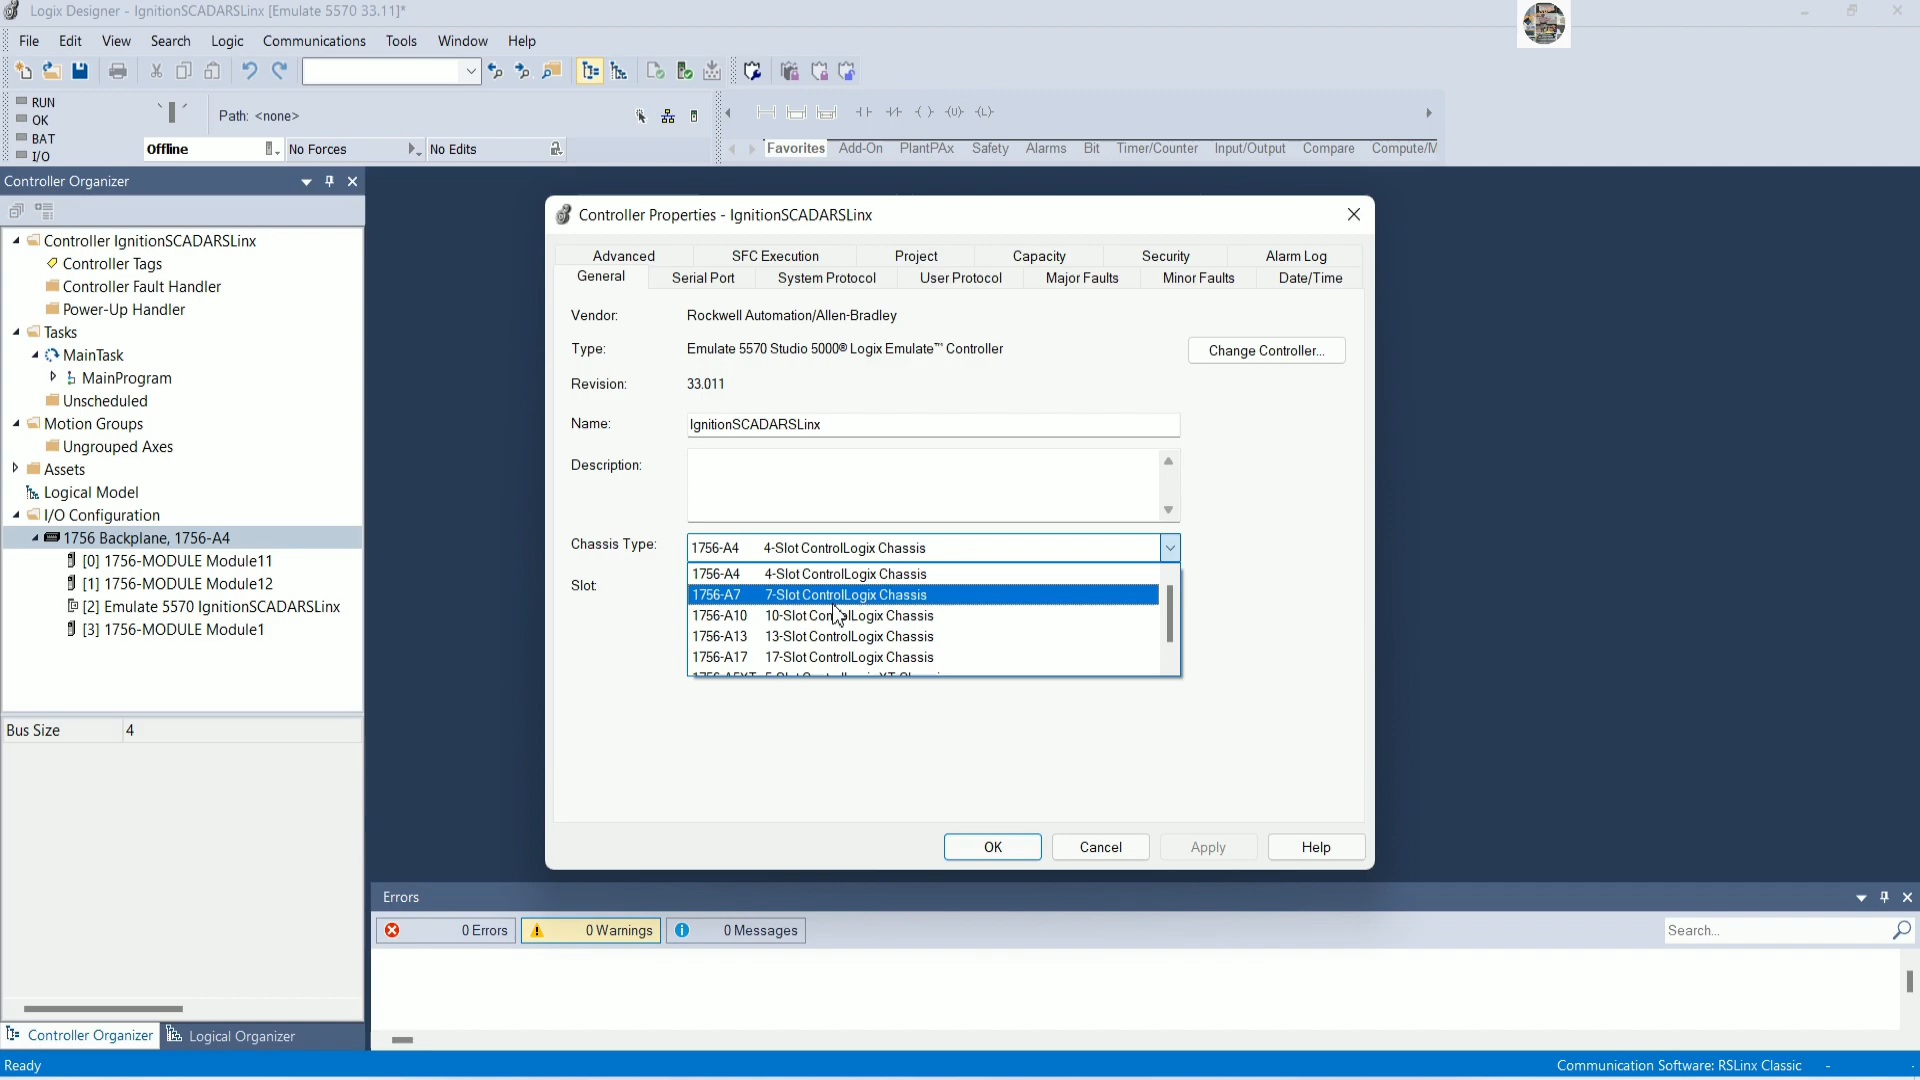 Logix Designer - IgnitionSCADARSLinx [Emulate 5570 33.11]*
File Edit View Search Logic Communications Tools Window Help
RUN
OK
BAT
I/O
Path: <none>
Offline
No Forces
No Edits
Favorites Add-On PlantPAx Safety Alarms Bit Timer/Counter Input/Output Compare Compute/M
Controller Organizer
Controller IgnitionSCADARSLinx
Controller Tags
Controller Fault Handler
Power-Up Handler
Tasks
MainTask
MainProgram
Unscheduled
Motion Groups
Ungrouped Axes
Assets
Logical Model
I/O Configuration
1756 Backplane, 1756-A4
[0] 1756-MODULE Module11
[1] 1756-MODULE Module12
[2] Emulate 5570 IgnitionSCADARSLinx
[3] 1756-MODULE Module1
Bus Size 4
Controller Organizer
Logical Organizer
Controller Properties - IgnitionSCADARSLinx
Advanced SFC Execution Project Capacity Security Alarm Log
General Serial Port System Protocol User Protocol Major Faults Minor Faults Date/Time
Vendor: Rockwell Automation/Allen-Bradley
Type: Emulate 5570 Studio 5000® Logix Emulate™ Controller
Change Controller...
Revision: 33.011
Name: IgnitionSCADARSLinx
Description:
Chassis Type: 1756-A4 4-Slot ControlLogix Chassis
Slot:
1756-A4 4-Slot ControlLogix Chassis
1756-A7 7-Slot ControlLogix Chassis
1756-A10 10-Slot ControlLogix Chassis
1756-A13 13-Slot ControlLogix Chassis
1756-A17 17-Slot ControlLogix Chassis
OK Cancel Apply Help
Errors
0 Errors
0 Warnings
0 Messages
Search...
Ready
Communication Software: RSLinx Classic -